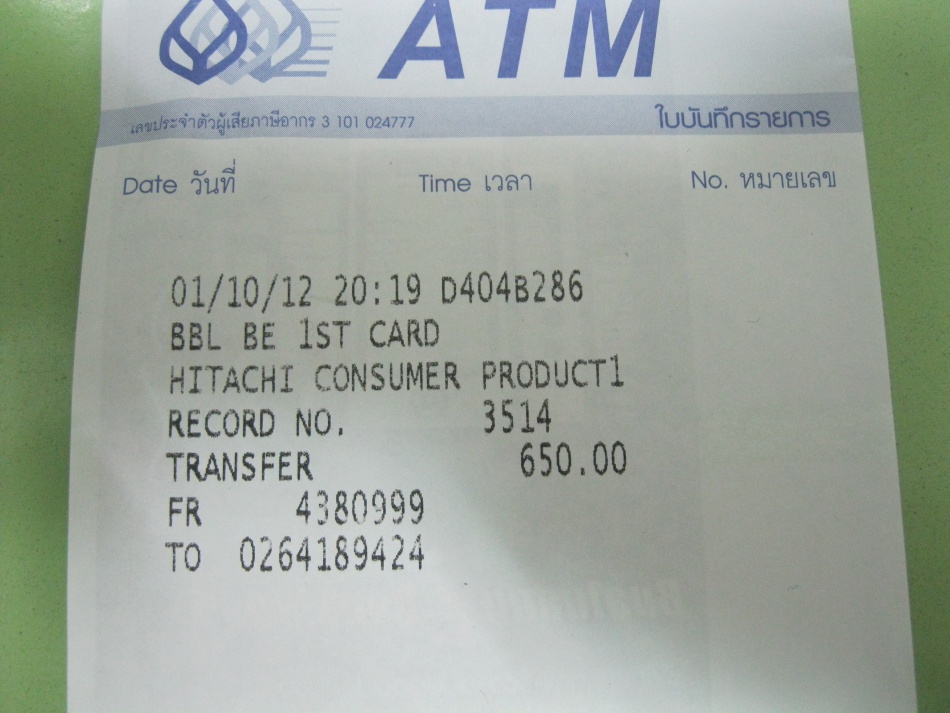 ATM
เลขประจำตัวผู้เสียภาษีอากร 3 101 024777 ใบบันทึกรายการ
Date วันที่ Time เวลา No. หมายเลข
01/10/12 20:19 D404B286
BBL BE 1ST CARD
HITACHI CONSUMER PRODUCT1
RECORD NO. 3514
TRANSFER 650.00
FR 4380999
TO 0264189424